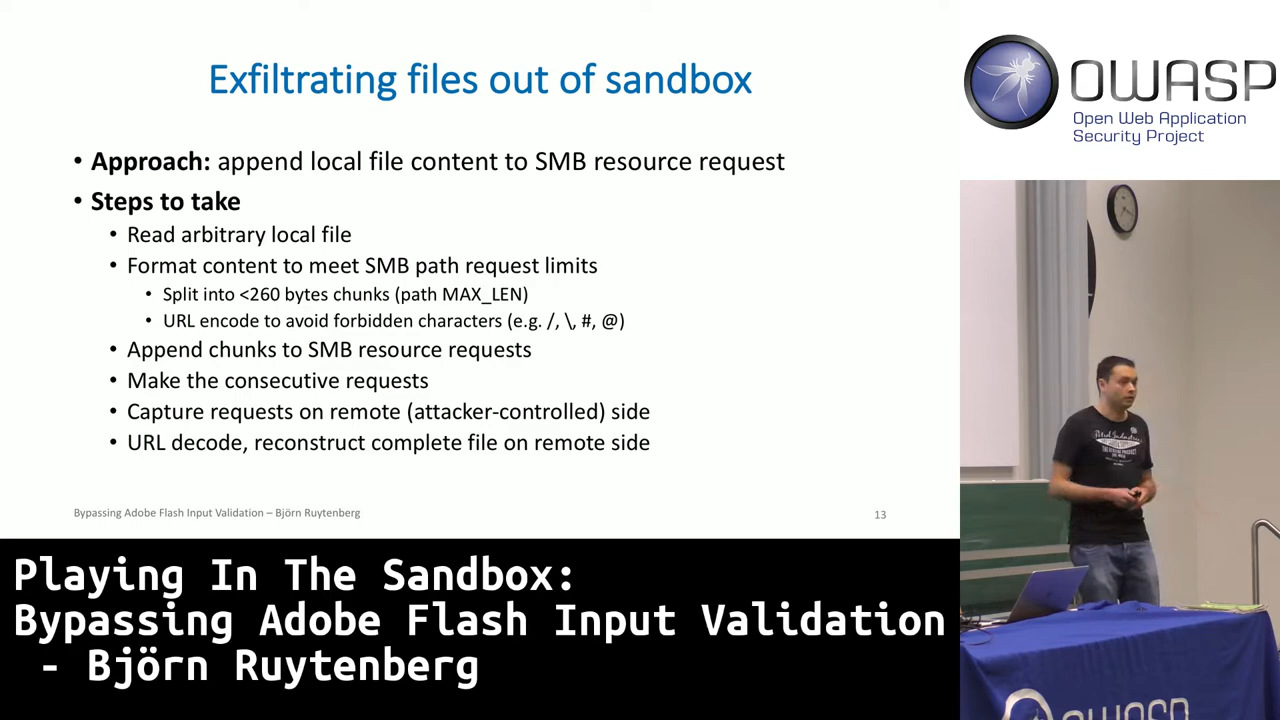 Exfiltrating files out of sandbox
• Approach: append local file content to SMB resource request
• Steps to take
• Read arbitrary local file
• Format content to meet SMB path request limits
• Split into <260 bytes chunks (path MAX_LEN)
• URL encode to avoid forbidden characters (e.g. /, \, #, @)
• Append chunks to SMB resource requests
• Make the consecutive requests
• Capture requests on remote (attacker-controlled) side
• URL decode, reconstruct complete file on remote side
Bypassing Adobe Flash Input Validation – Björn Ruytenberg
13
OWASP
Open Web Application
Security Project
Playing In The Sandbox:
Bypassing Adobe Flash Input Validation
- Björn Ruytenberg
OWASP